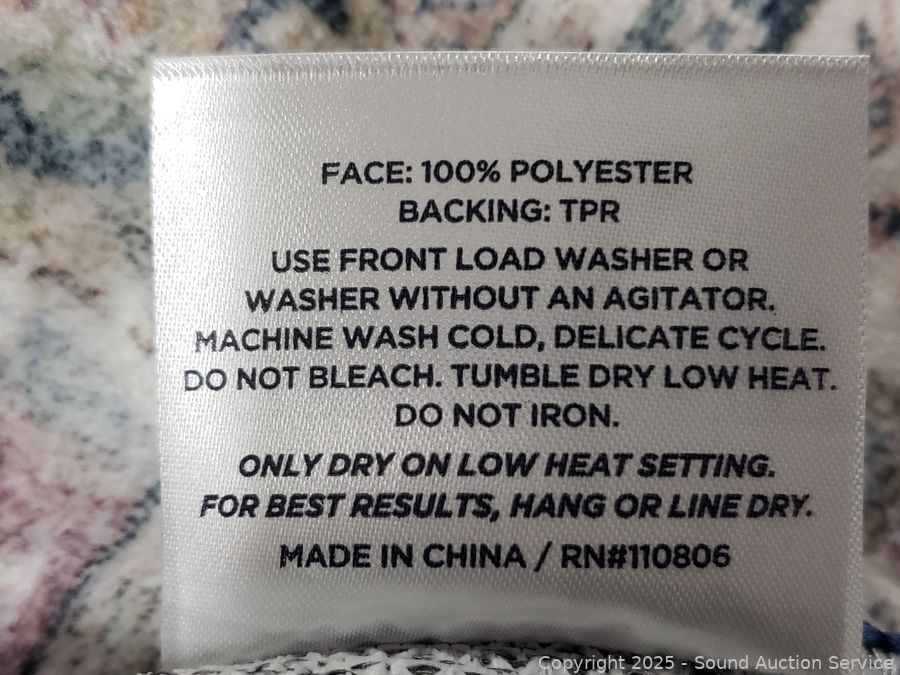 FACE: 100% POLYESTER
BACKING: TPR
USE FRONT LOAD WASHER OR
WASHER WITHOUT AN AGITATOR.
MACHINE WASH COLD, DELICATE CYCLE.
DO NOT BLEACH. TUMBLE DRY LOW HEAT.
DO NOT IRON.
ONLY DRY ON LOW HEAT SETTING.
FOR BEST RESULTS, HANG OR LINE DRY.
MADE IN CHINA / RN#110806
Copyright 2025 - Sound Auction Service